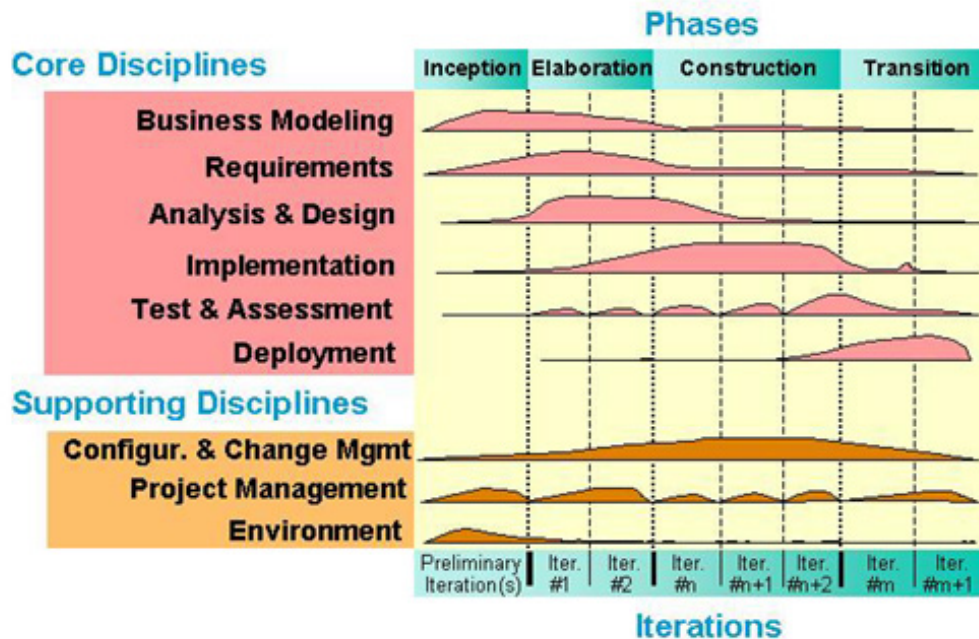 Phases
Core Disciplines
Inception Elaboration Construction Transition
Business Modeling
Requirements
Analysis & Design
Implementation
Test & Assessment
Deployment
Supporting Disciplines
Configur. & Change Mgmt
Project Management
Environment
Preliminary Iter. Iter. Iter. Iter. Iter. Iter. Iter.
Iteration(s) #1 #2 #n #n+1 #n+2 #m #m+1
Iterations